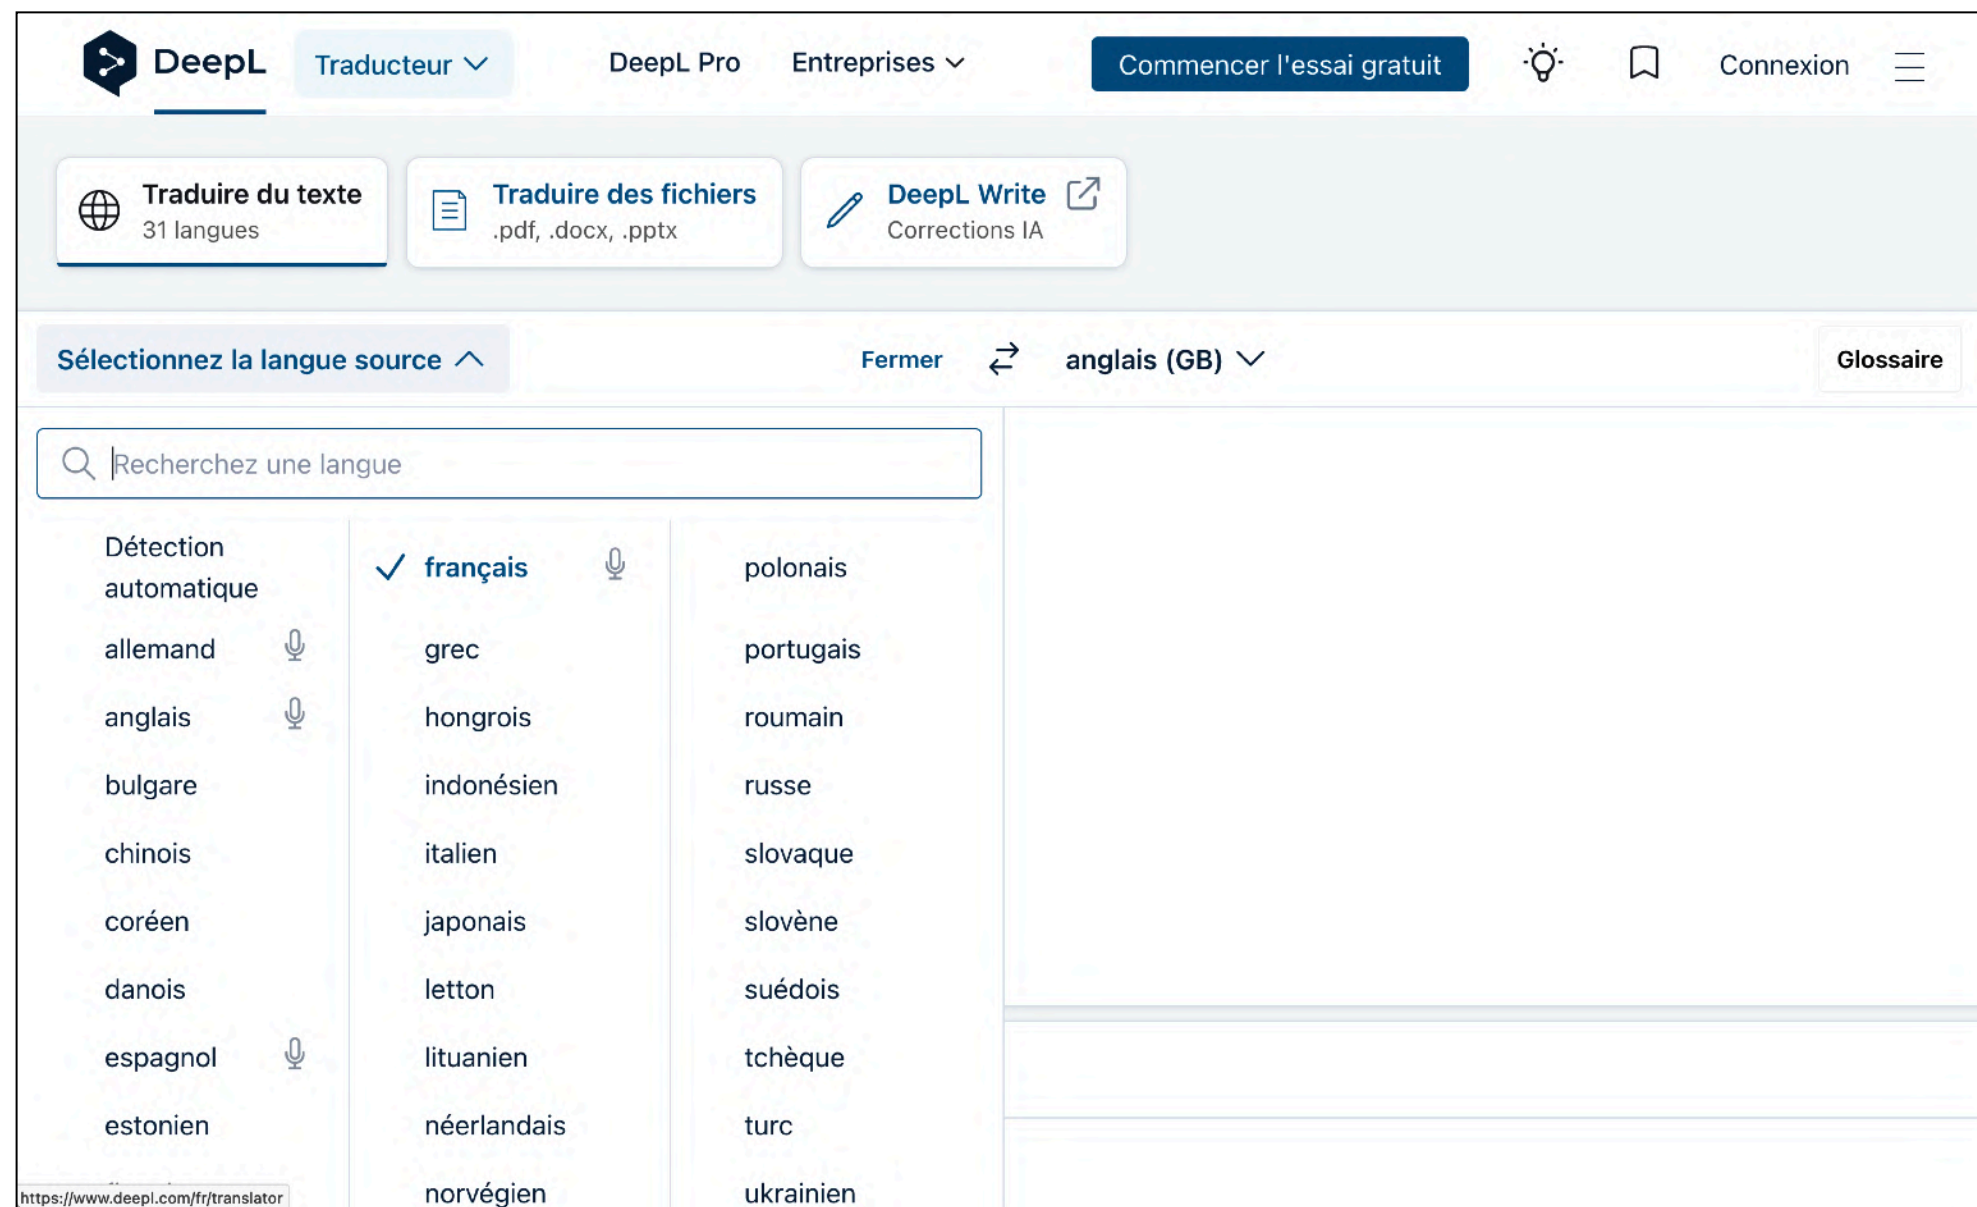 DeepL
Traducteur
DeepL Pro
Entreprises
Commencer l'essai gratuit
Connexion
Traduire du texte
31 langues
Traduire des fichiers
.pdf, .docx, .pptx
DeepL Write
Corrections IA
Sélectionnez la langue source
Fermer
anglais (GB)
Glossaire
Recherchez une langue
Détection
automatique
allemand
anglais
bulgare
chinois
coréen
danois
espagnol
estonien
français
grec
hongrois
indonésien
italien
japonais
letton
lituanien
néerlandais
norvégien
polonais
portugais
roumain
russe
slovaque
slovène
suédois
tchèque
turc
ukrainien
https://www.deepl.com/fr/translator